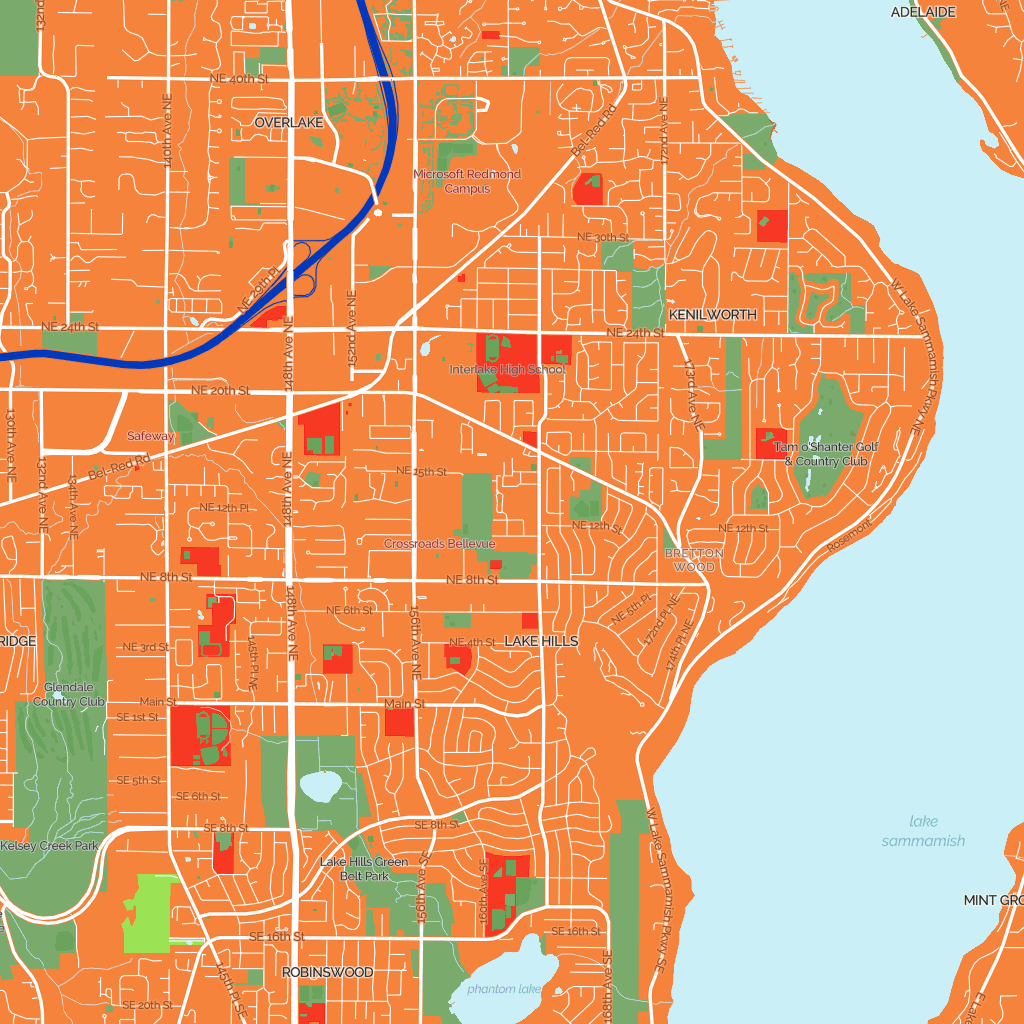 ADELAIDE
132nd
NE 40th St
140th Ave NE
OVERLAKE
Bel-Red Rd
172nd Ave NE
Microsoft Redmond
Campus
NE 30th St
NE 29th Pl
W Lake Sammamish Pkwy NE
KENILWORTH
NE 24th St
NE 24th St
148th Ave NE
152nd Ave NE
Interlake High School
173rd Ave NE
NE 20th St
130th Ave NE
Safeway
Tam o'Shanter Golf
& Country Club
Bel-Red Rd
132nd Ave NE
134th Ave NE
148th Ave NE
NE 15th St
NE 12th Pl
NE 12th St
NE 12th St
Rosemont
Crossroads Bellevue
BRETTON
WOOD
NE 8th St
NE 8th St
148th Ave NE
156th Ave NE
NE 6th St
NE 5th Pl
172nd Pl NE
174th Pl NE
RIDGE
NE 3rd St
145th Pl NE
NE 4th St
LAKE HILLS
Glendale
Country Club
Main St
Main St
SE 1st St
SE 5th St
SE 6th St
SE 8th St
SE 8th St
W Lake Sammamish Pkwy SE
lake
sammamish
Kelsey Creek Park
Lake Hills Green
Belt Park
156th Ave SE
160th Ave SE
MINT GRO
SE 16th St
SE 16th St
145th Pl SE
ROBINSWOOD
168th Ave SE
phantom lake
SE 20th St
E Lake